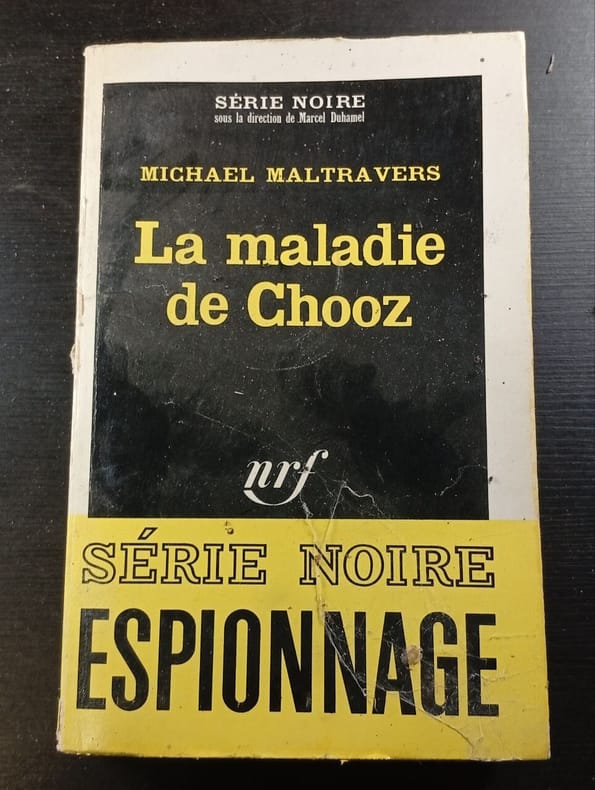 SÉRIE NOIRE
sous la direction de Marcel Duhamel
MICHAEL MALTRAVERS
La maladie
de Chooz
nrf
SÉRIE NOIRE
ESPIONNAGE